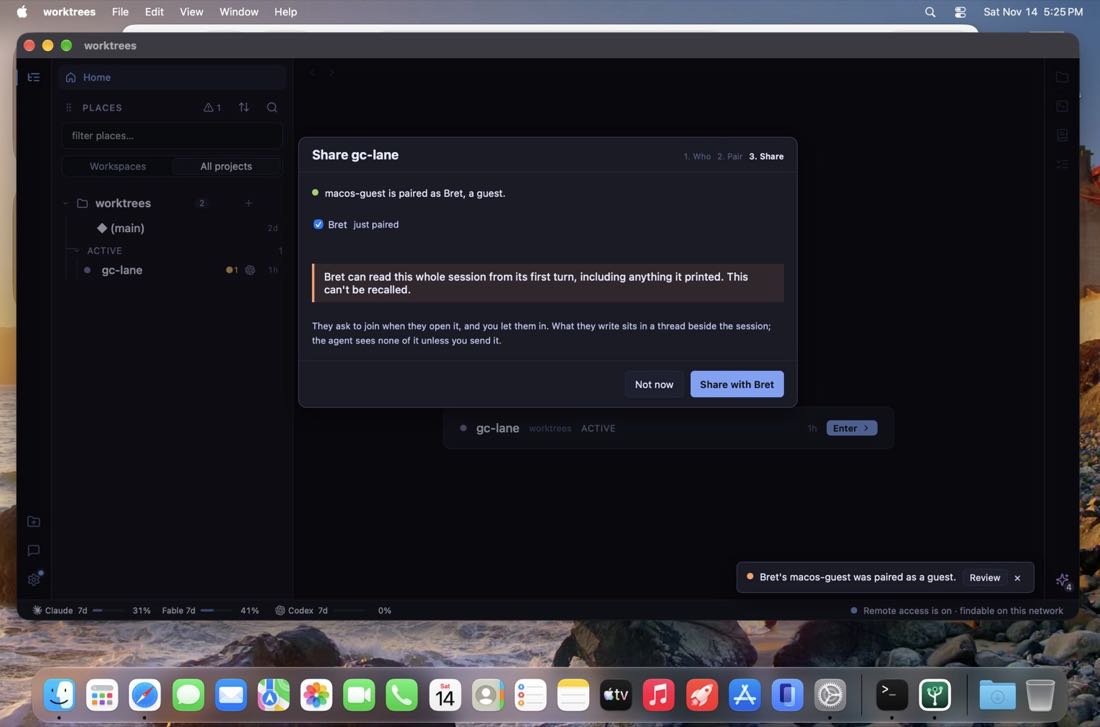 worktrees File Edit View Window Help Sat Nov 14 5:25 PM
worktrees
Home
PLACES 1
filter places...
Workspaces All projects
worktrees 2
(main) 2d
ACTIVE 1
gc-lane 1 1h
Share gc-lane 1. Who 2. Pair 3. Share
macos-guest is paired as Bret, a guest.
Bret just paired
Bret can read this whole session from its first turn, including anything it printed. This
can't be recalled.
They ask to join when they open it, and you let them in. What they write sits in a thread beside the session;
the agent sees none of it unless you send it.
Not now Share with Bret
gc-lane worktrees ACTIVE 1h Enter
Bret's macos-guest was paired as a guest. Review
4
Claude 7d 31% Fable 7d 41% Codex 7d 0% Remote access is on · findable on this network
Sat
14
tv